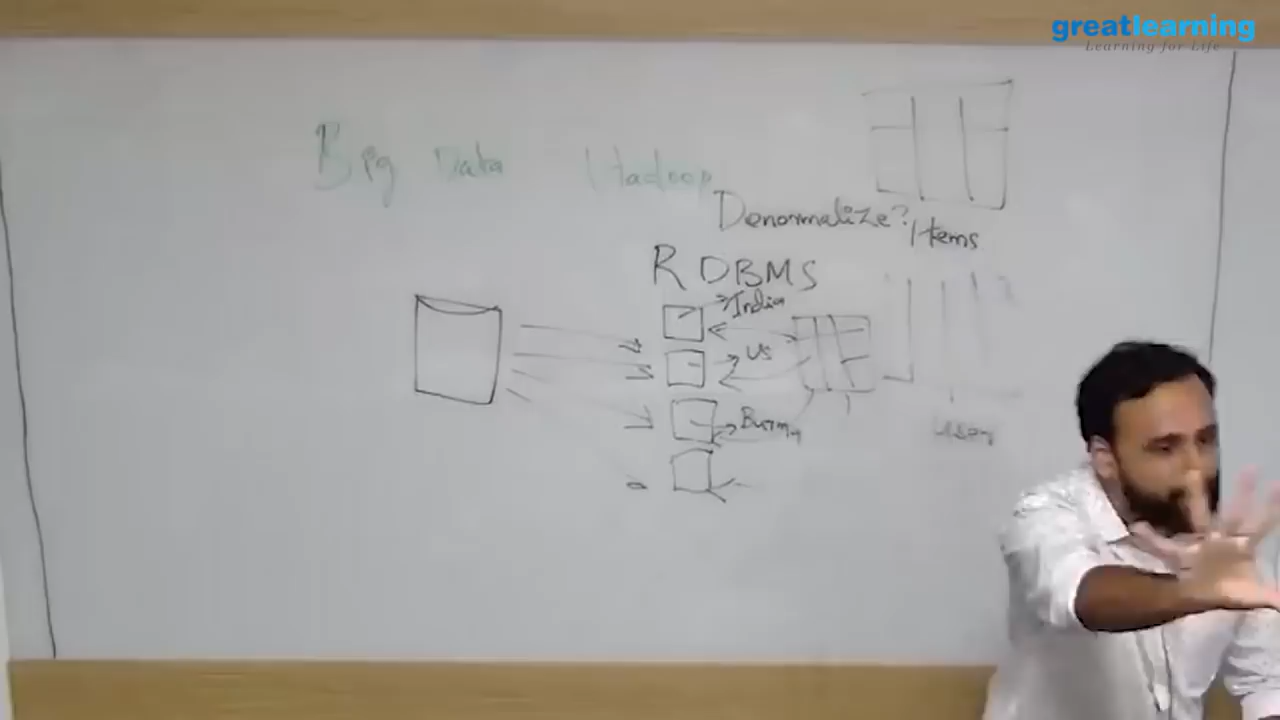 greatlearning
Learning for Life
Big Data Hadoop
Denormalize?
Items
RDBMS
India
US
Burma